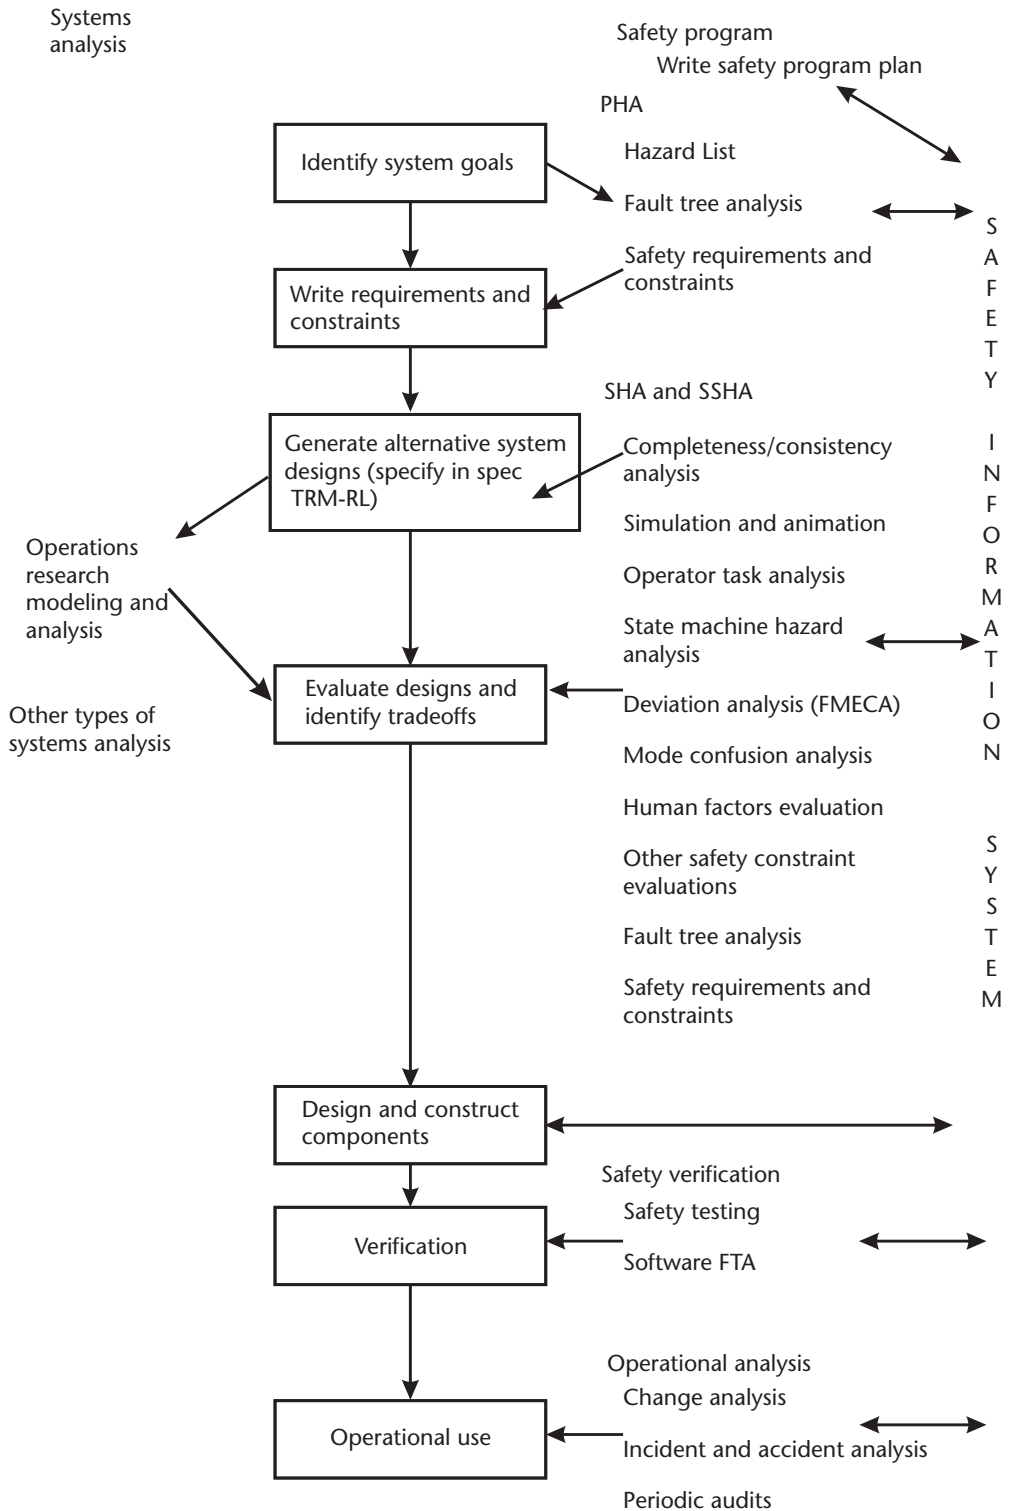 Systems
analysis
Safety program
Write safety program plan
PHA
Identify system goals
Hazard List
Fault tree analysis
Safety requirements and
constraints
Write requirements and
constraints
SHA and SSHA
Generate alternative system
designs (specify in spec
TRM-RL)
Completeness/consistency
analysis
Simulation and animation
Operations
research
modeling and
analysis
Operator task analysis
State machine hazard
analysis
Evaluate designs and
identify tradeoffs
Other types of
systems analysis
Deviation analysis (FMECA)
Mode confusion analysis
Human factors evaluation
Other safety constraint
evaluations
Fault tree analysis
Safety requirements and
constraints
Design and construct
components
Safety verification
Safety testing
Verification
Software FTA
Operational analysis
Change analysis
Operational use
Incident and accident analysis
Periodic audits
SAFETY INFORMATION SYSTEM